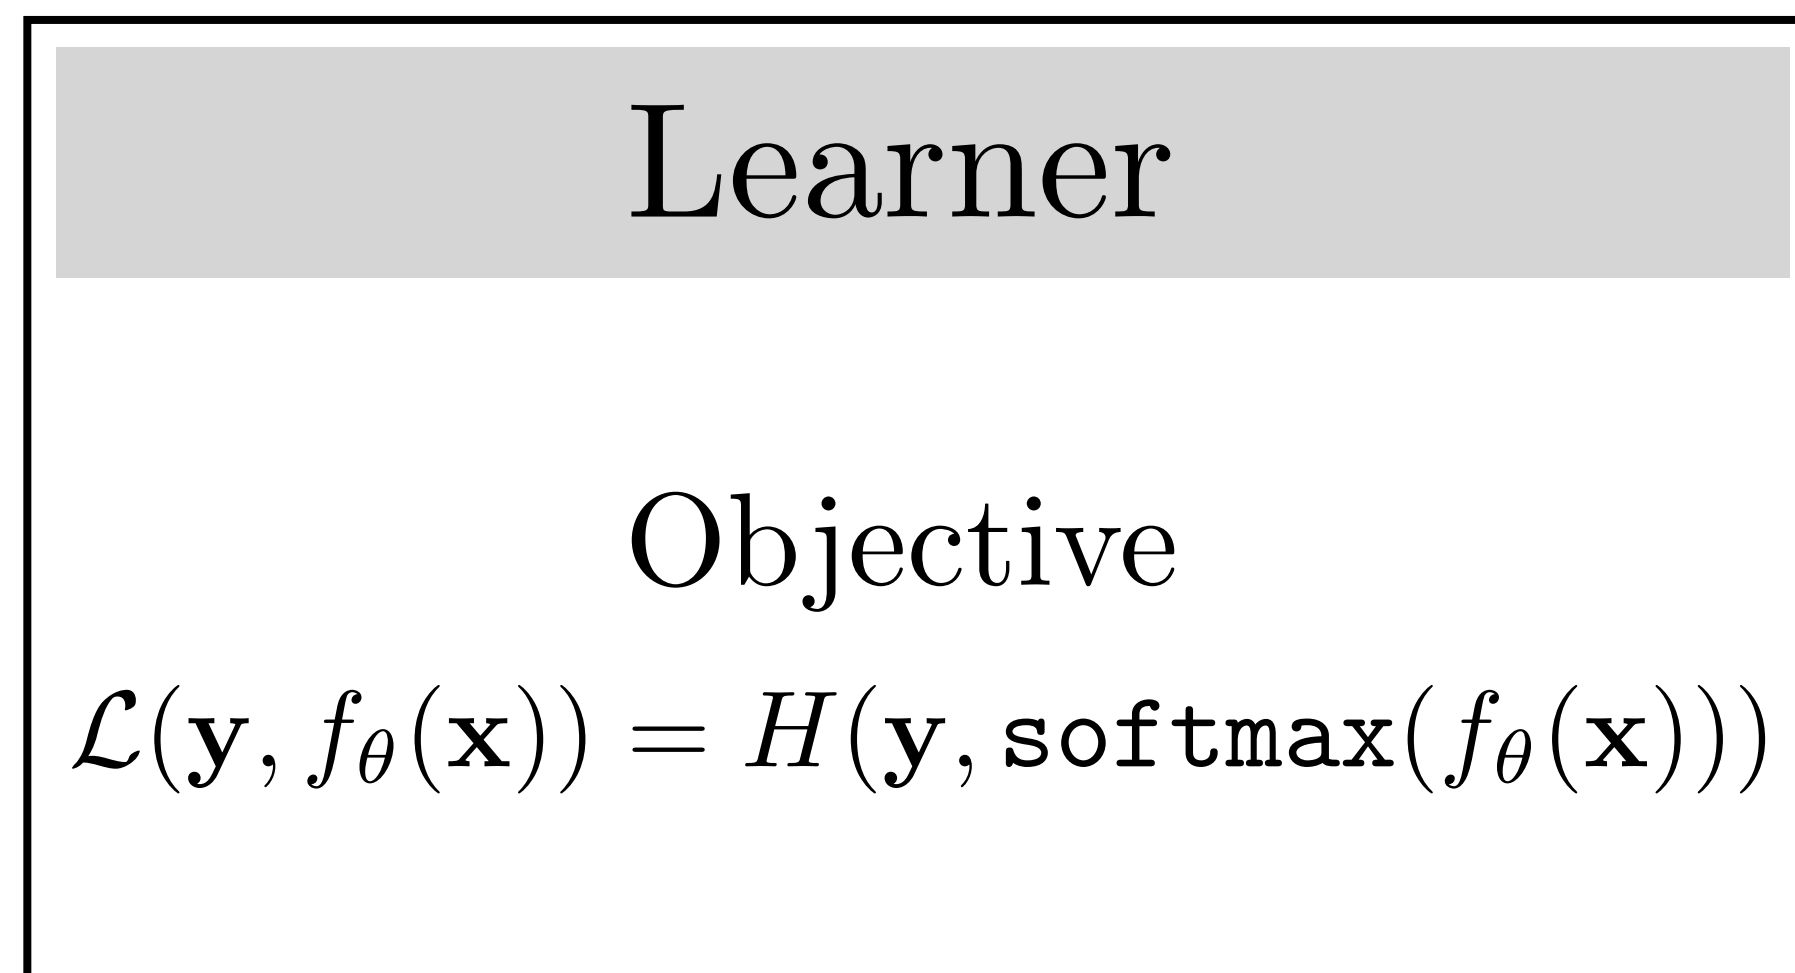 Learner
Objective
ℒ(𝐲, f_θ(𝐱)) = H(𝐲, softmax(f_θ(𝐱)))